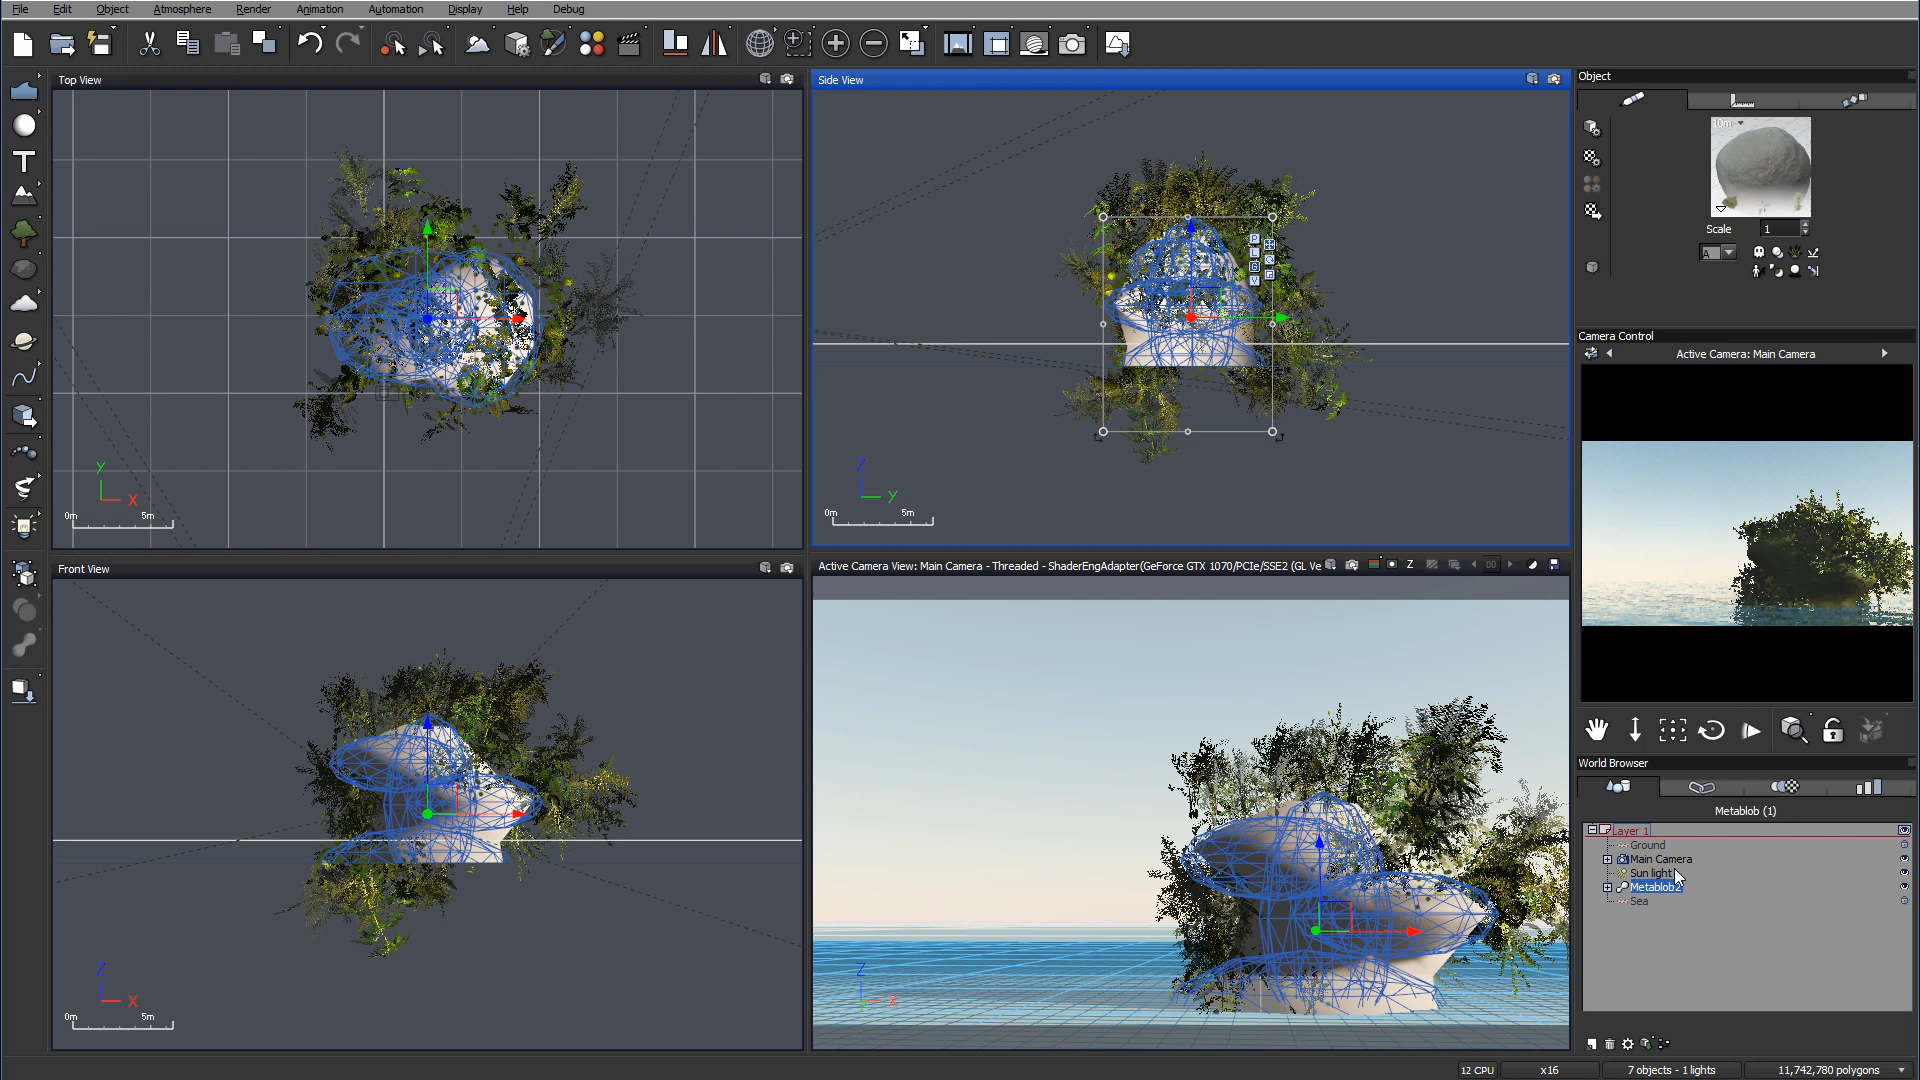 File Edit Object Atmosphere Render Animation Automation Display Help Debug
Top View
Y
X
0m 5m
Side View
P
L
G
V
Z
Y
0m 5m
Front View
Z
X
0m 5m
Active Camera View: Main Camera - Threaded - ShaderEngAdapter(GeForce GTX 1070/PCIe/SSE2 (GL Ve
Z
00
Z
X
Object
10m
Scale 1
A
Camera Control
Active Camera: Main Camera
World Browser
Metablob (1)
Layer 1
Ground
Main Camera
Sun light
Metablob2
Sea
12 CPU x16 7 objects - 1 lights 11,742,780 polygons